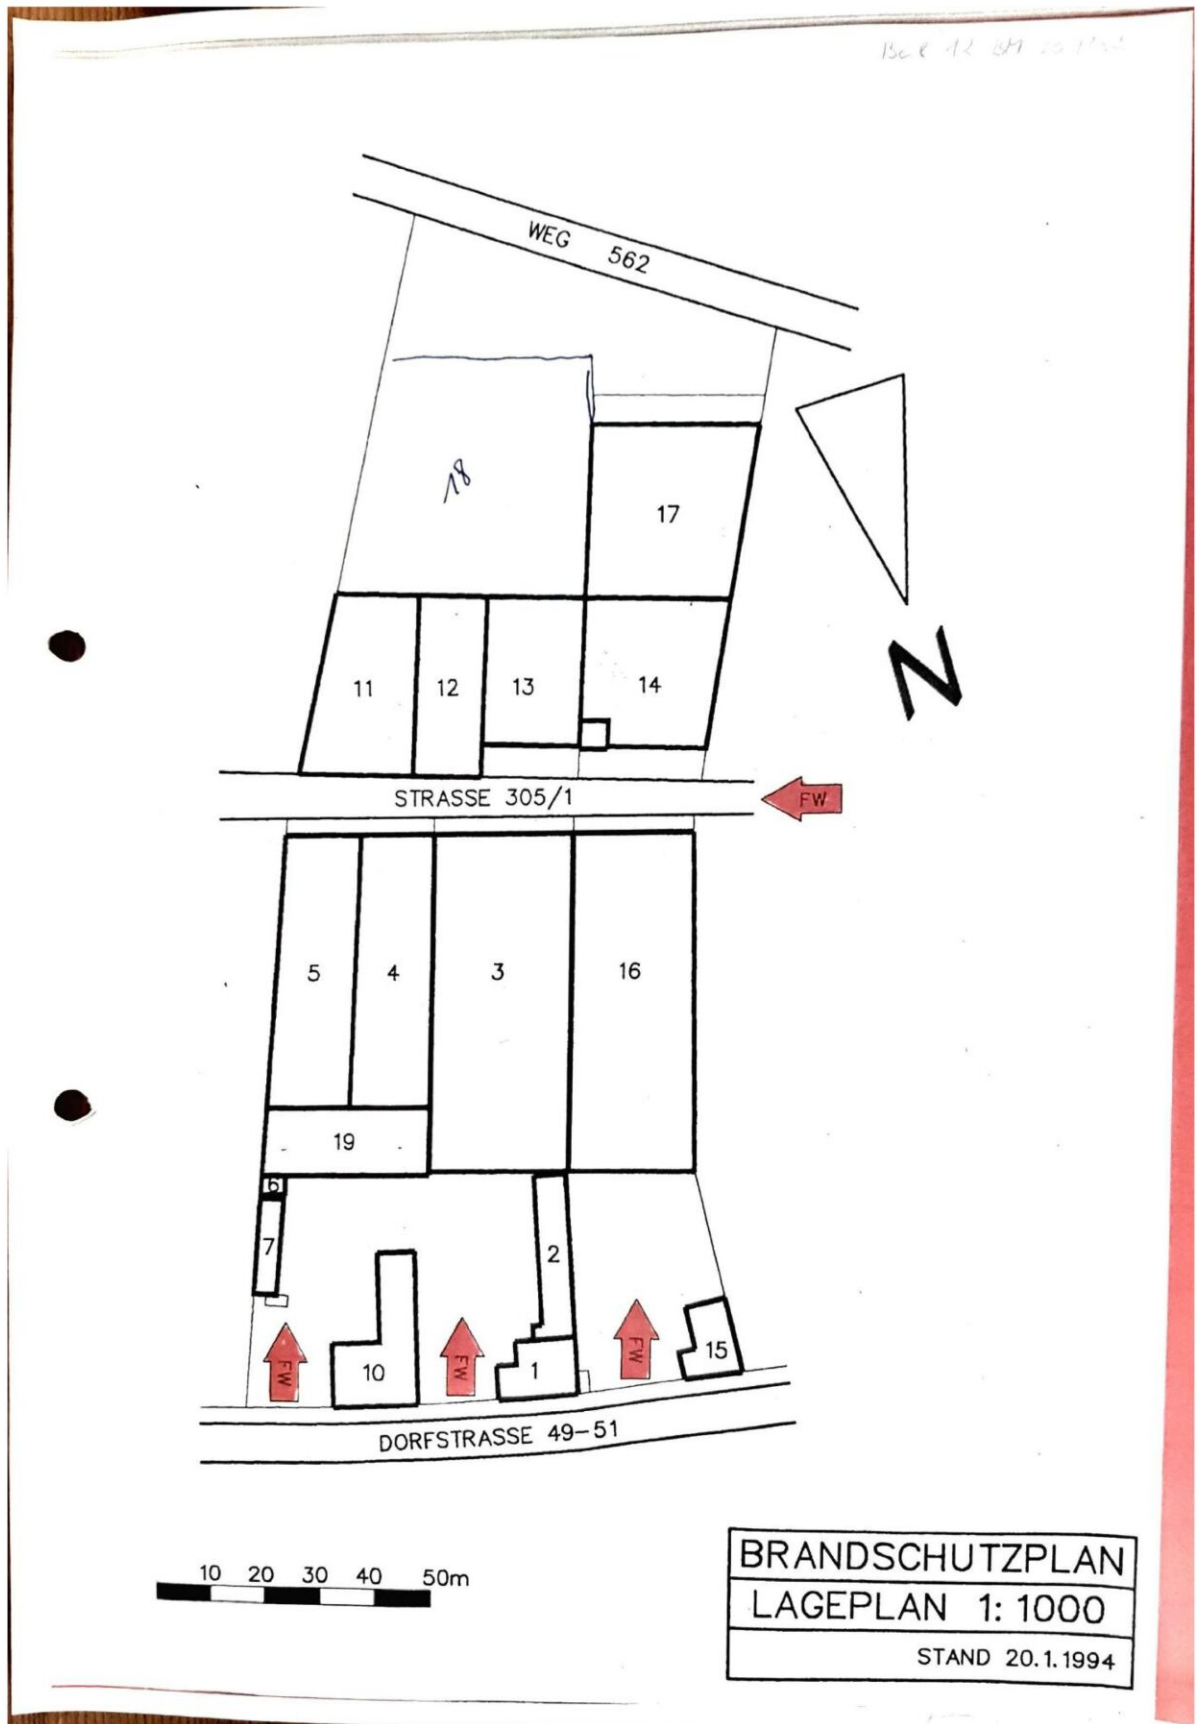 WEG 562
18
17
11 12 13 14
STRASSE 305/1
FW
5 4 3 16
19
6
7
2
FW
FW
FW
10
1
15
DORFSTRASSE 49-51
N
10 20 30 40 50m
BRANDSCHUTZPLAN
LAGEPLAN 1: 1000
STAND 20.1.1994